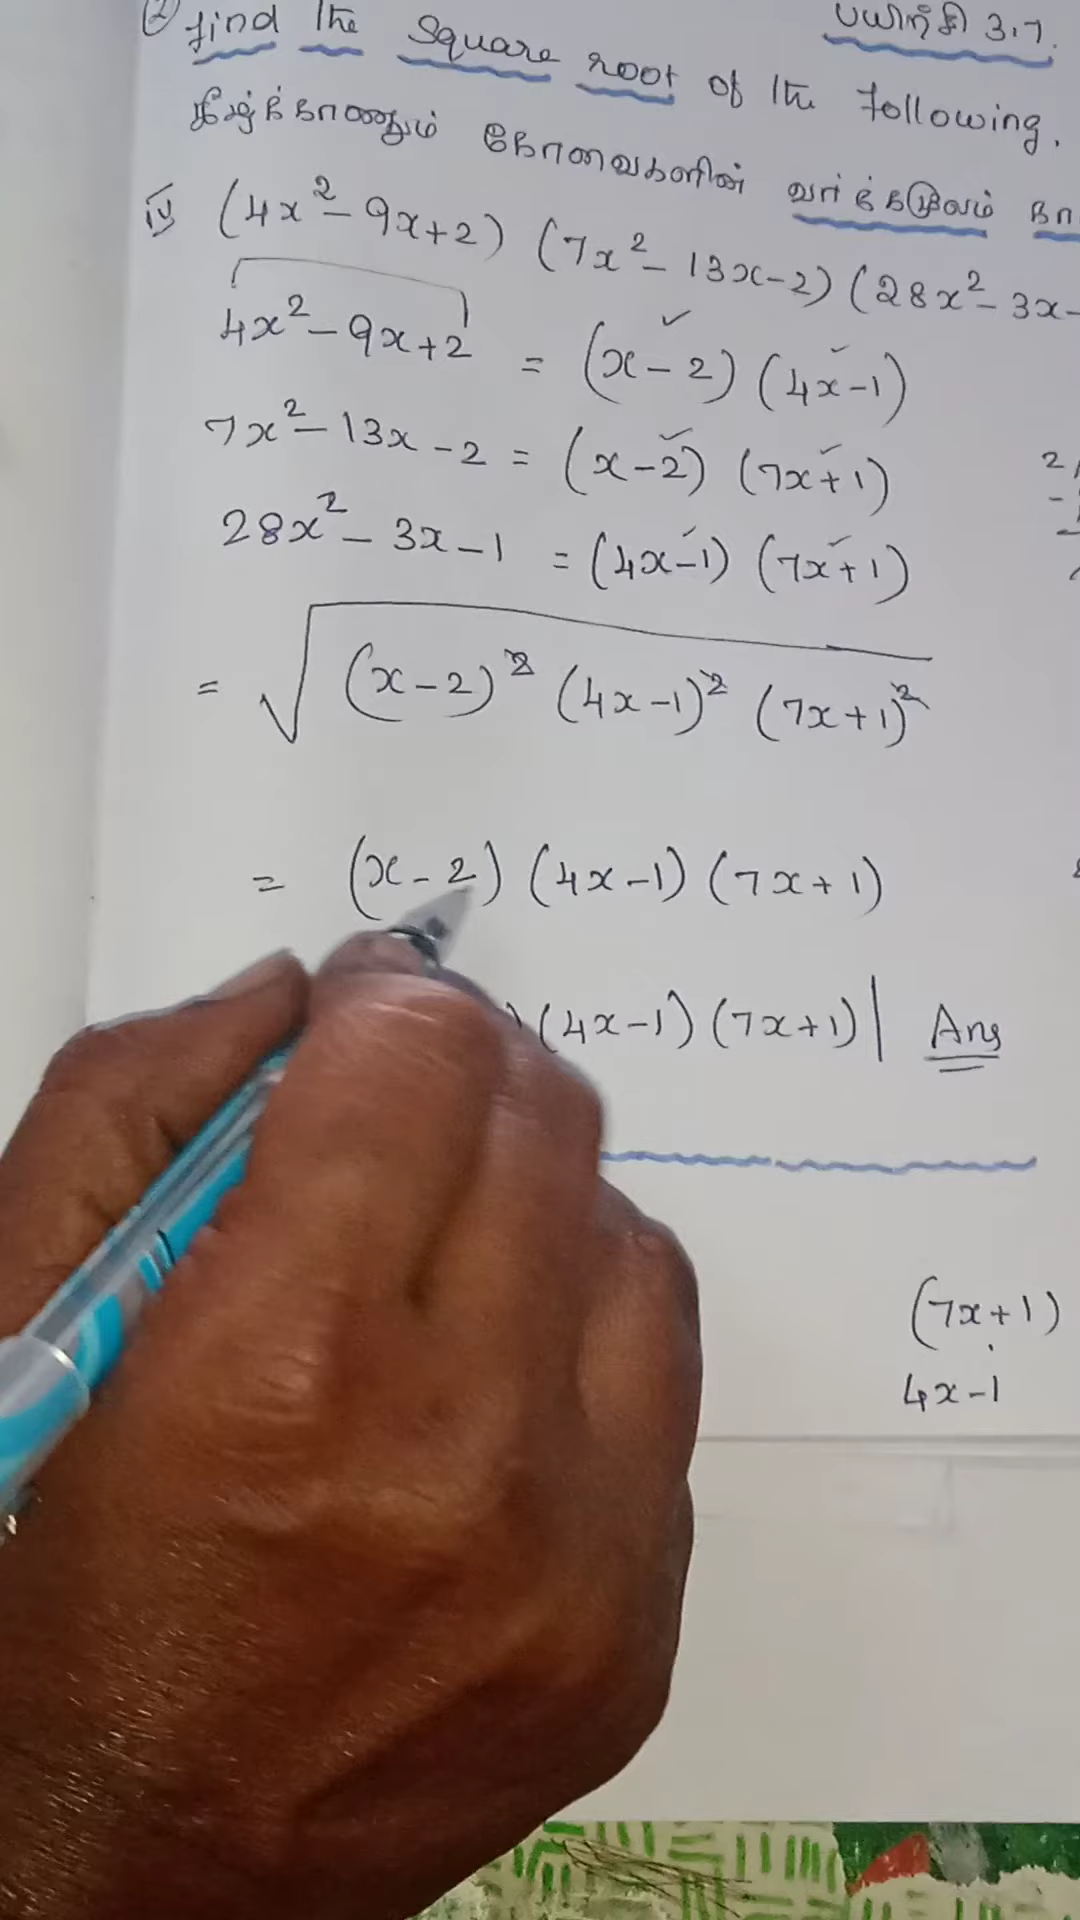 பயிற்சி 3.7.
② find the square root of the following.
கோவைகளின் வர்க்கமூலம் கா
iv (4x² - 9x + 2) (7x² - 13x - 2) (28x² - 3x -
4x² - 9x + 2 = (x - 2) (4x - 1)
7x² - 13x - 2 = (x - 2) (7x + 1)
28x² - 3x - 1 = (4x - 1) (7x + 1)
= √(x - 2)² (4x - 1)² (7x + 1)²
= (x - 2) (4x - 1) (7x + 1)
) (4x - 1) (7x + 1)| Ans
(7x + 1)
4x - 1